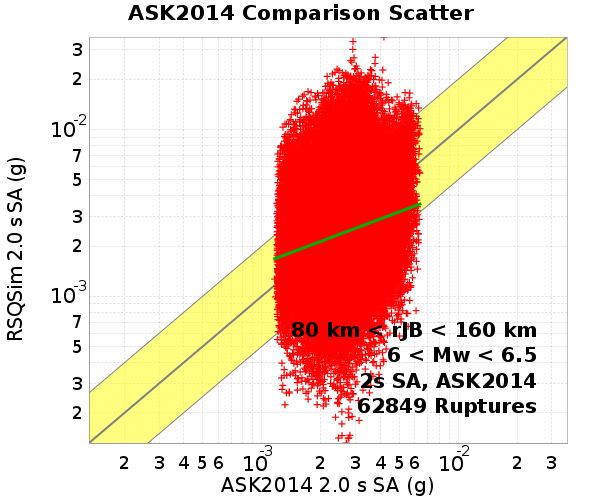 ASK2014 Comparison Scatter
RSQSim 2.0 s SA (g)
3
2
10-2
7
5
3
2
10-3
7
5
3
2
80 km < rJB < 160 km
6 < Mw < 6.5
2s SA, ASK2014
62849 Ruptures
2 3 4 5 6 10-3 2 3 4 5 6 10-2 2 3
ASK2014 2.0 s SA (g)